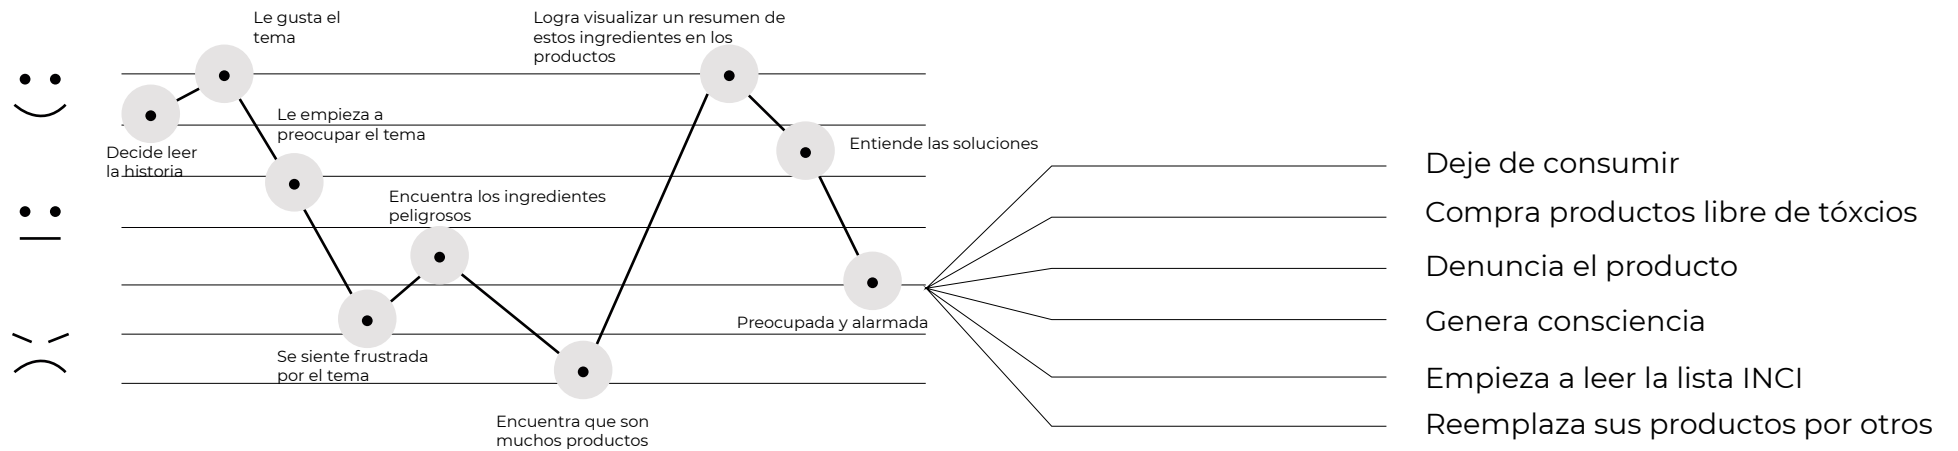 Le gusta el
tema
Logra visualizar un resumen de
estos ingredientes en los
productos
Le empieza a
preocupar el tema
Decide leer
la historia
Entiende las soluciones
Encuentra los ingredientes
peligrosos
Preocupada y alarmada
Se siente frustrada
por el tema
Encuentra que son
muchos productos
Deje de consumir
Compra productos libre de tóxcios
Denuncia el producto
Genera consciencia
Empieza a leer la lista INCI
Reemplaza sus productos por otros